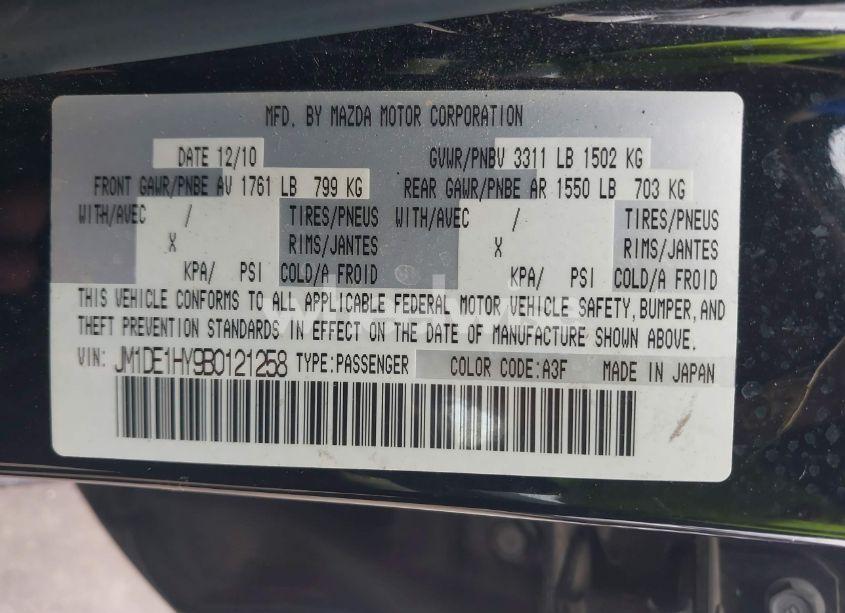 MFD. BY MAZDA MOTOR CORPORATION
DATE 12/10 GVWR/PNBV 3311 LB 1502 KG
FRONT GAWR/PNBE AV 1761 LB 799 KG REAR GAWR/PNBE AR 1550 LB 703 KG
WITH/AVEC / TIRES/PNEUS WITH/AVEC / TIRES/PNEUS
X RIMS/JANTES X RIMS/JANTES
KPA/ PSI COLD/A FROID KPA/ PSI COLD/A FROID
THIS VEHICLE CONFORMS TO ALL APPLICABLE FEDERAL MOTOR VEHICLE SAFETY, BUMPER, AND
THEFT PREVENTION STANDARDS IN EFFECT ON THE DATE OF MANUFACTURE SHOWN ABOVE.
VIN: JM1DE1HY9B0121258 TYPE:PASSENGER COLOR CODE:A3F MADE IN JAPAN